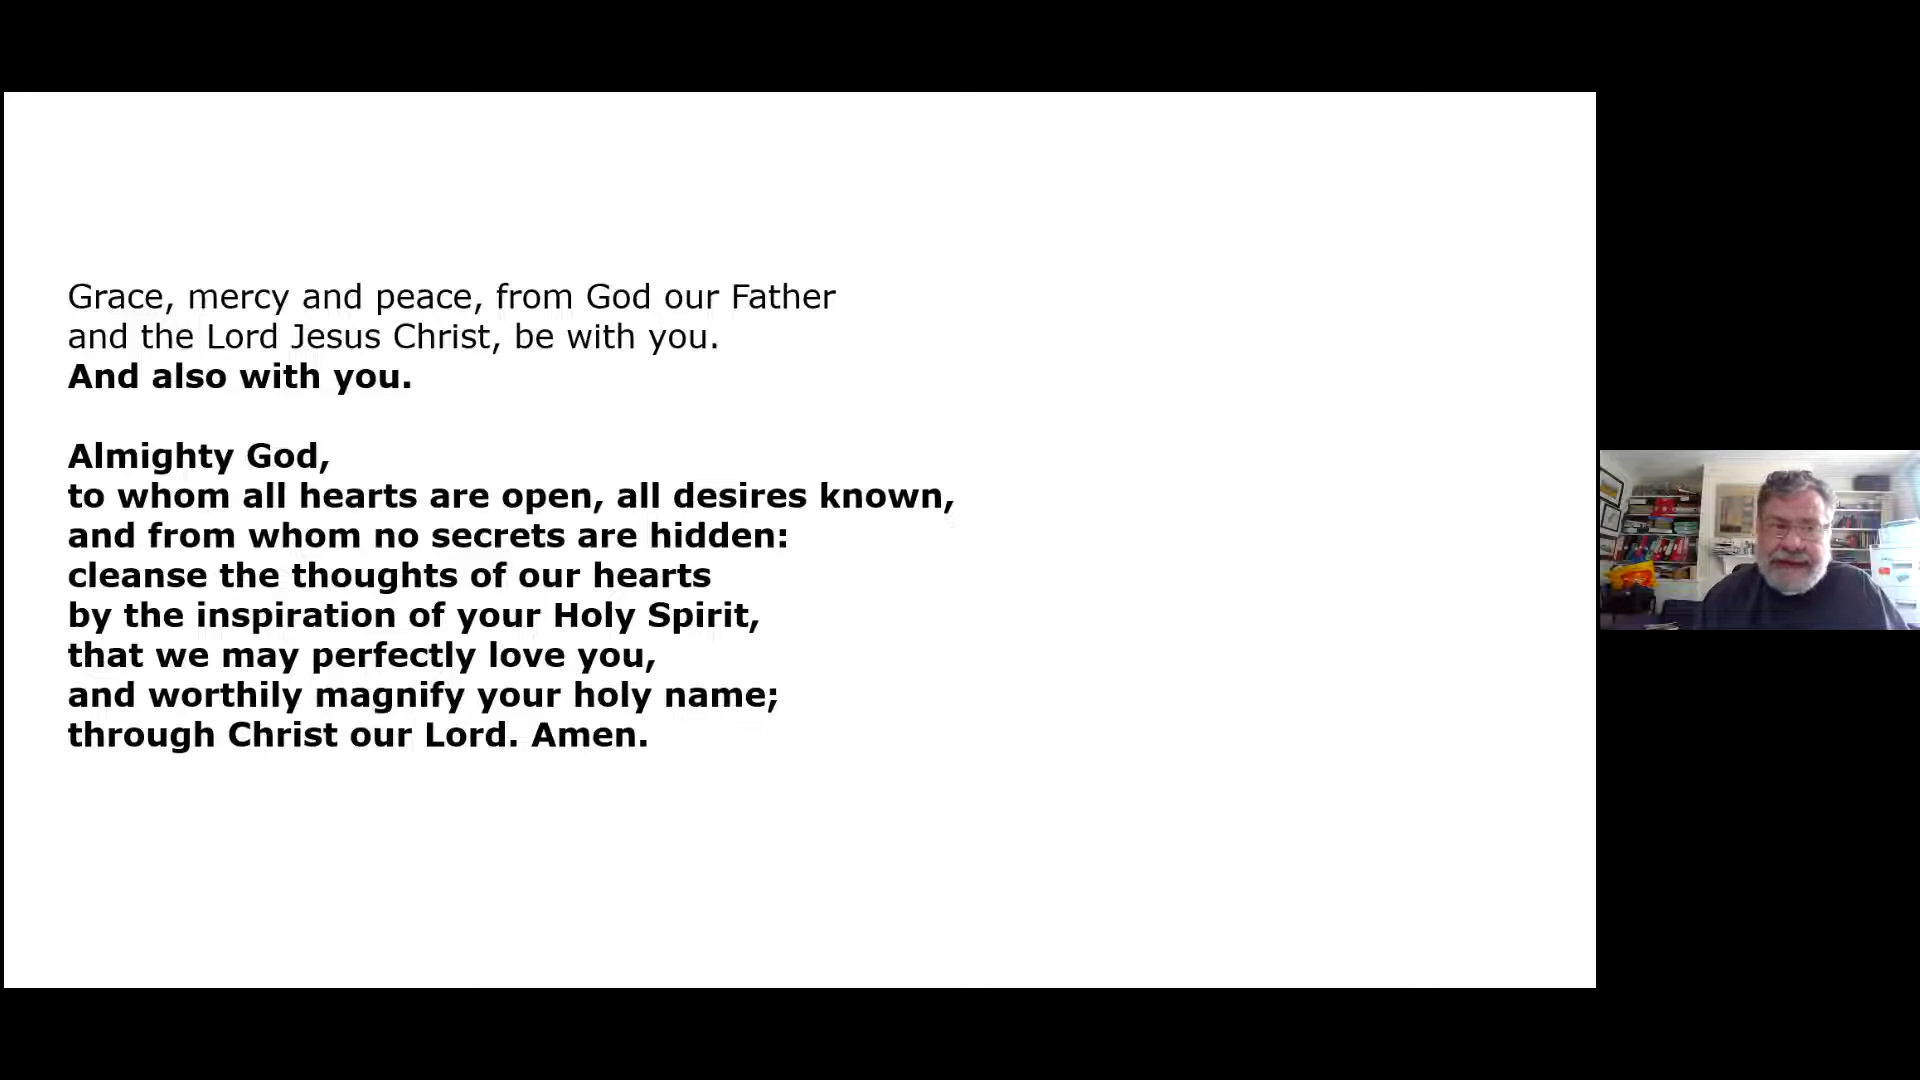 Grace, mercy and peace, from God our Father
and the Lord Jesus Christ, be with you.
And also with you.
Almighty God,
to whom all hearts are open, all desires known,
and from whom no secrets are hidden:
cleanse the thoughts of our hearts
by the inspiration of your Holy Spirit,
that we may perfectly love you,
and worthily magnify your holy name;
through Christ our Lord. Amen.